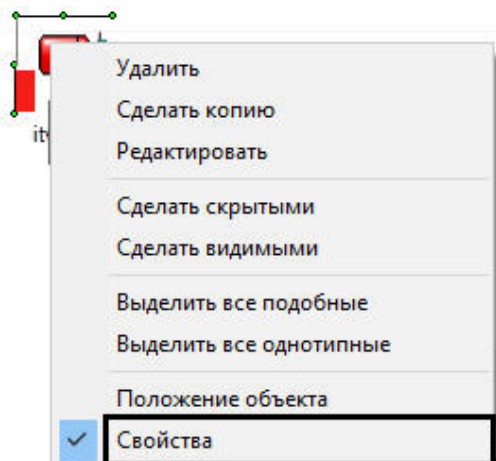 Удалить
Сделать копию
Редактировать
Сделать скрытыми
Сделать видимыми
Выделить все подобные
Выделить все однотипные
Положение объекта
Свойства